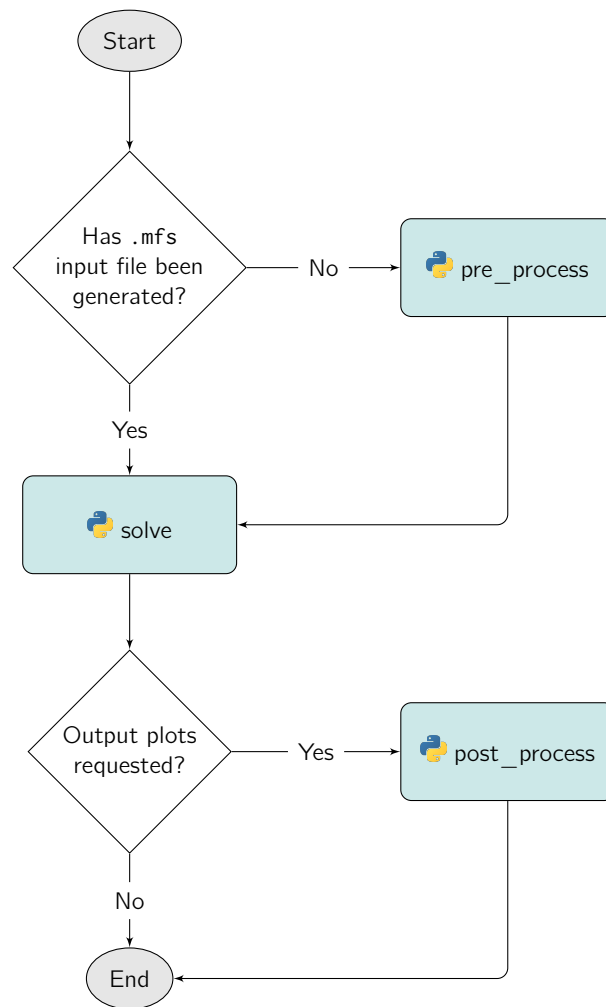 Start
Has .mfs
input file been
generated?
No
pre_process
Yes
solve
Output plots
requested?
Yes
post_process
No
End